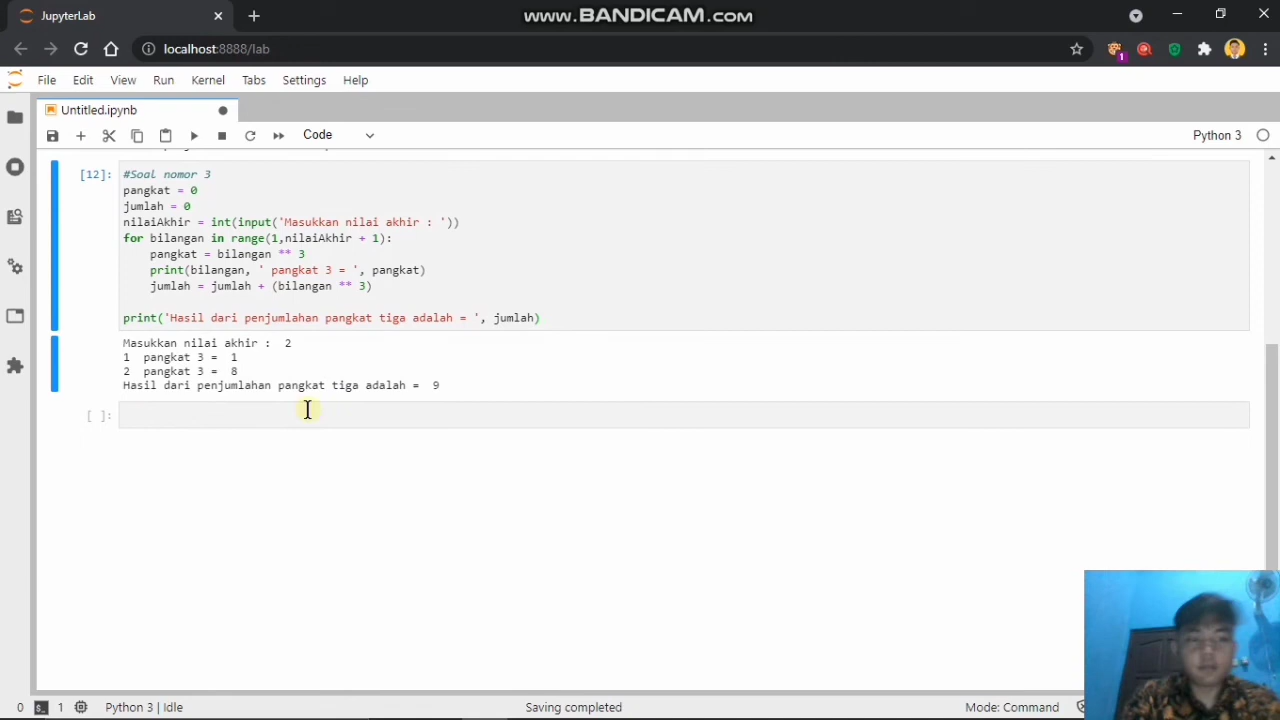 JupyterLab
www.BANDICAM.com
localhost:8888/lab
1
File Edit View Run Kernel Tabs Settings Help
Untitled.ipynb
Code
Python 3
[12]:
#Soal nomor 3
pangkat = 0
jumlah = 0
nilaiAkhir = int(input('Masukkan nilai akhir : '))
for bilangan in range(1,nilaiAkhir + 1):
    pangkat = bilangan ** 3
    print(bilangan, ' pangkat 3 = ', pangkat)
    jumlah = jumlah + (bilangan ** 3)
print('Hasil dari penjumlahan pangkat tiga adalah = ', jumlah)
Masukkan nilai akhir :  2
1  pangkat 3 =  1
2  pangkat 3 =  8
Hasil dari penjumlahan pangkat tiga adalah =  9
[ ]:
0 1 Python 3 | Idle Saving completed Mode: Command